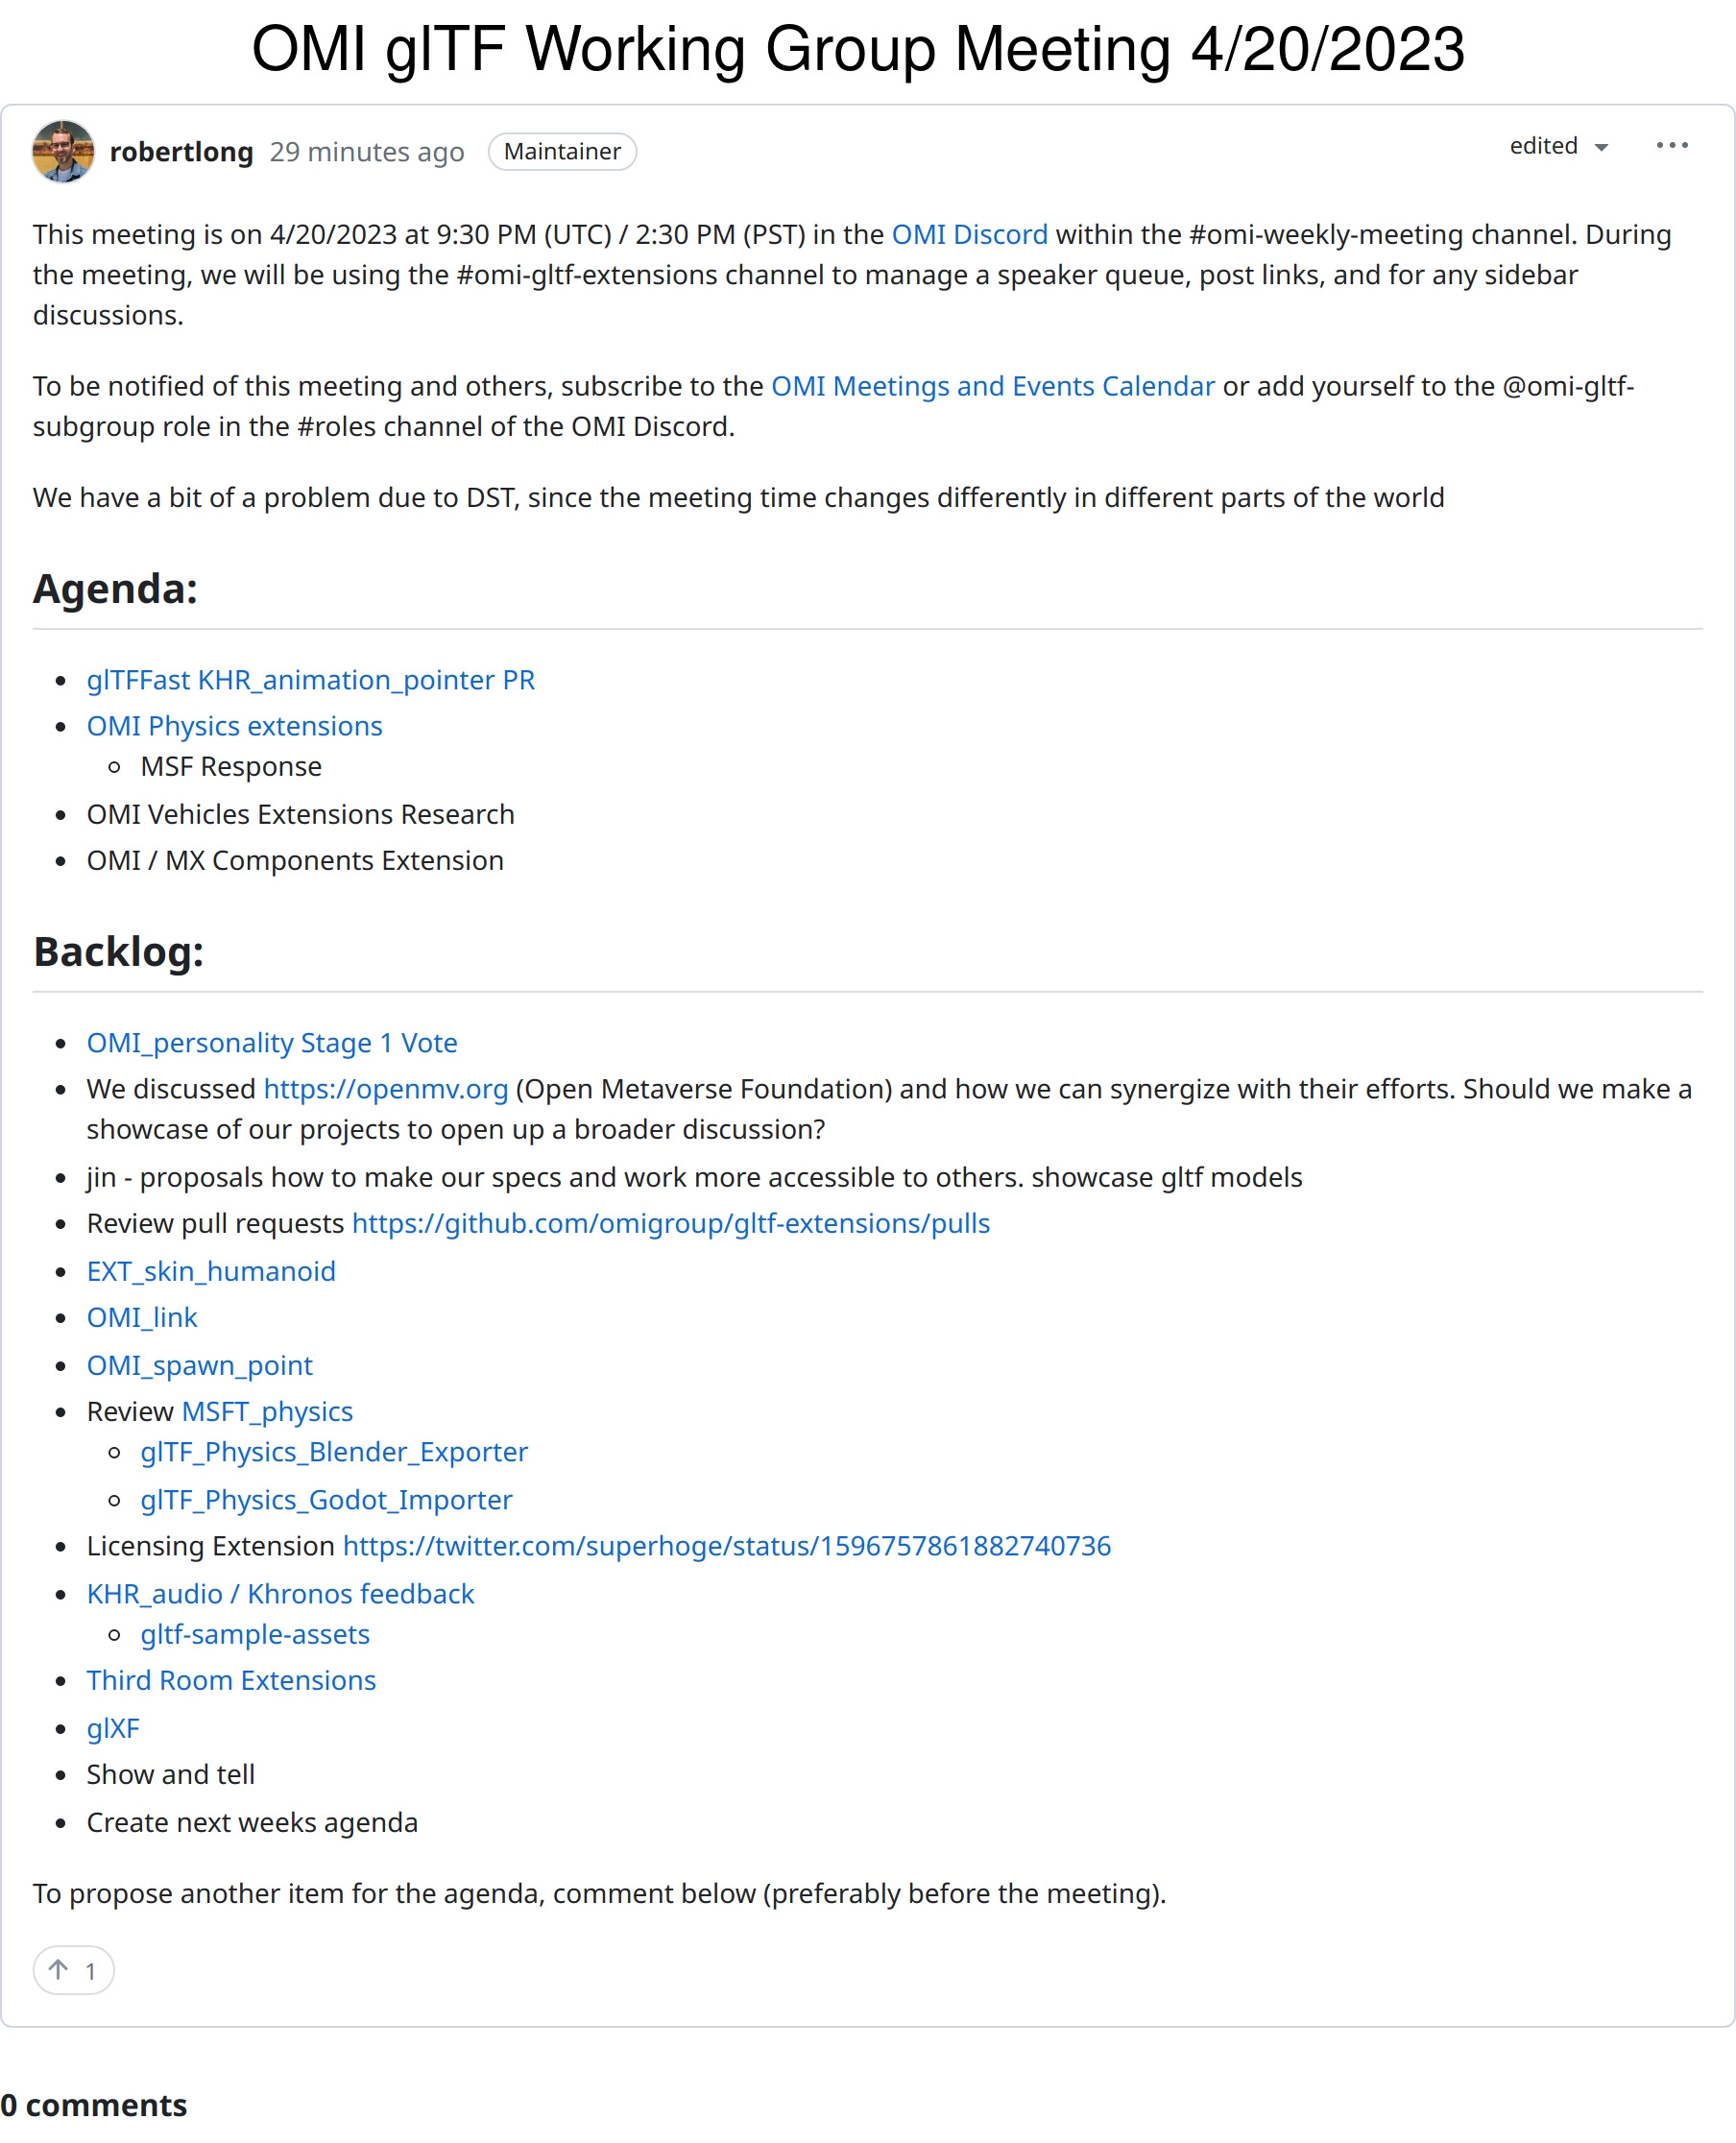 OMI glTF Working Group Meeting 4/20/2023
robertlong 29 minutes ago Maintainer edited
This meeting is on 4/20/2023 at 9:30 PM (UTC) / 2:30 PM (PST) in the OMI Discord within the #omi-weekly-meeting channel. During
the meeting, we will be using the #omi-gltf-extensions channel to manage a speaker queue, post links, and for any sidebar
discussions.
To be notified of this meeting and others, subscribe to the OMI Meetings and Events Calendar or add yourself to the @omi-gltf-
subgroup role in the #roles channel of the OMI Discord.
We have a bit of a problem due to DST, since the meeting time changes differently in different parts of the world
Agenda:
glTFFast KHR_animation_pointer PR
OMI Physics extensions
MSF Response
OMI Vehicles Extensions Research
OMI / MX Components Extension
Backlog:
OMI_personality Stage 1 Vote
We discussed https://openmv.org (Open Metaverse Foundation) and how we can synergize with their efforts. Should we make a
showcase of our projects to open up a broader discussion?
jin - proposals how to make our specs and work more accessible to others. showcase gltf models
Review pull requests https://github.com/omigroup/gltf-extensions/pulls
EXT_skin_humanoid
OMI_link
OMI_spawn_point
Review MSFT_physics
glTF_Physics_Blender_Exporter
glTF_Physics_Godot_Importer
Licensing Extension https://twitter.com/superhoge/status/1596757861882740736
KHR_audio / Khronos feedback
gltf-sample-assets
Third Room Extensions
glXF
Show and tell
Create next weeks agenda
To propose another item for the agenda, comment below (preferably before the meeting).
1
0 comments